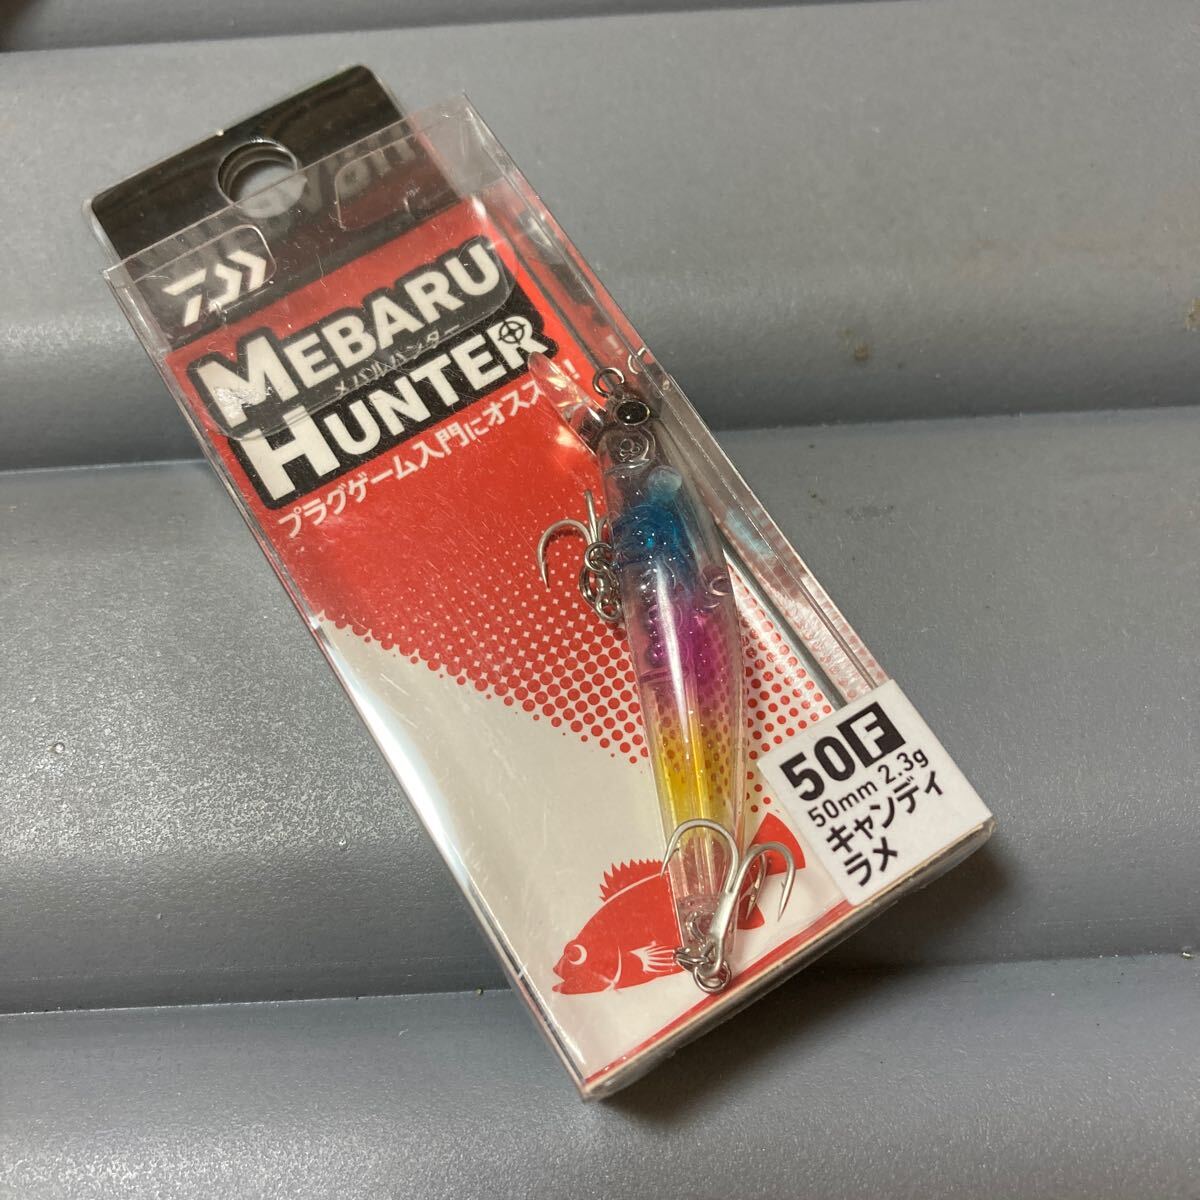 MEBARU
メバルハンター
HUNTER
プラグゲーム入門にオススメ!
50F
50mm 2.3g
キャンディ
ラメ